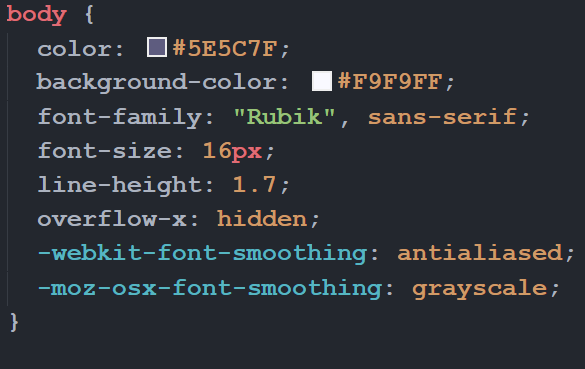 body {
color: #5E5C7F;
background-color: #F9F9FF;
font-family: "Rubik", sans-serif;
font-size: 16px;
line-height: 1.7;
overflow-x: hidden;
-webkit-font-smoothing: antialiased;
-moz-osx-font-smoothing: grayscale;
}